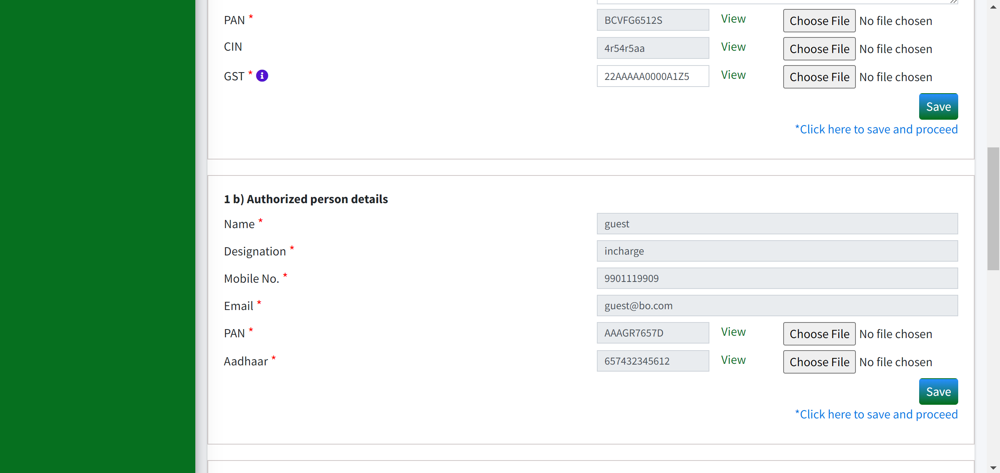 PAN * BCVFG6512S View Choose File No file chosen
CIN 4r54r5aa View Choose File No file chosen
GST * 22AAAAA0000A1Z5 View Choose File No file chosen
Save
*Click here to save and proceed
1 b) Authorized person details
Name * guest
Designation * incharge
Mobile No. * 9901119909
Email * guest@bo.com
PAN * AAAGR7657D View Choose File No file chosen
Aadhaar * 657432345612 View Choose File No file chosen
Save
*Click here to save and proceed